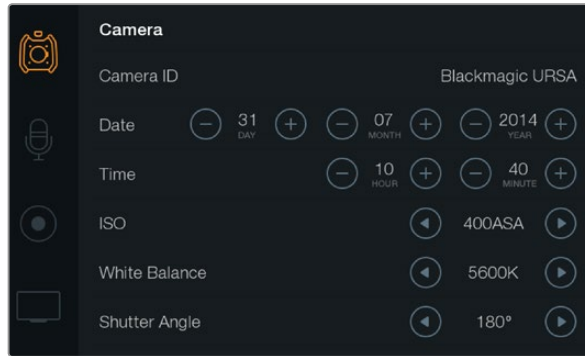 Camera
Camera ID Blackmagic URSA
Date 31 DAY 07 MONTH 2014 YEAR
Time 10 HOUR 40 MINUTE
ISO 400ASA
White Balance 5600K
Shutter Angle 180°